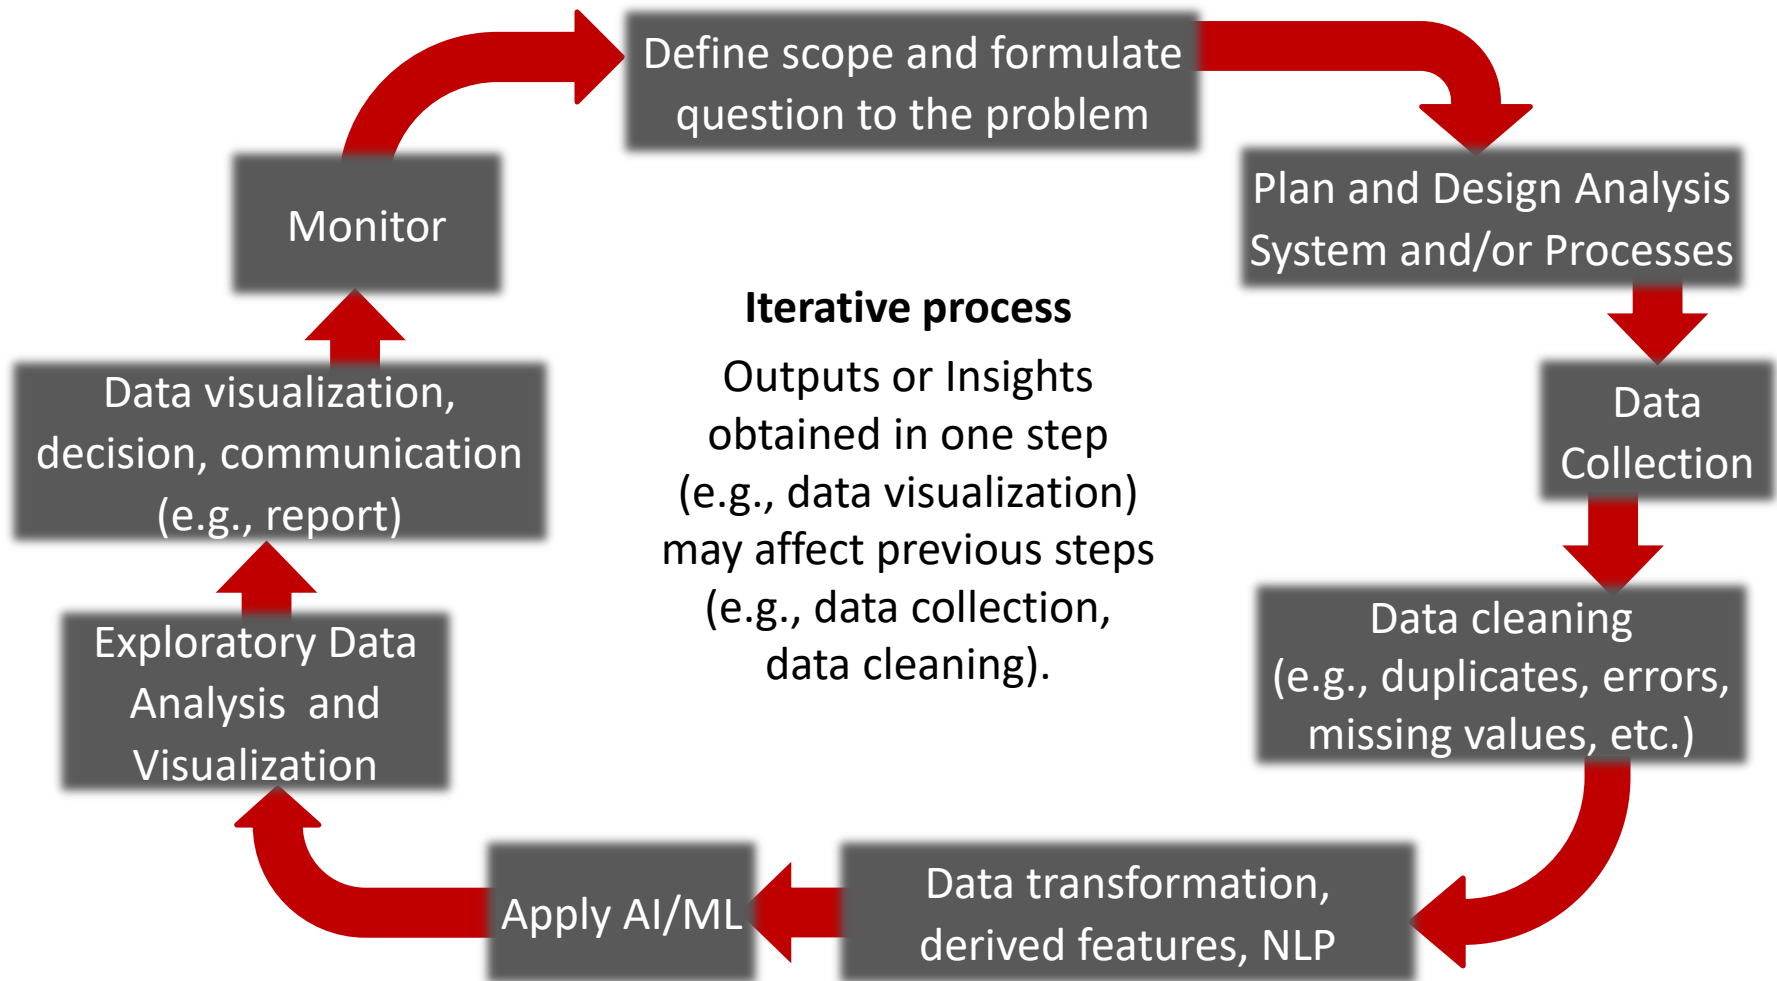 Define scope and formulate
question to the problem
Plan and Design Analysis
System and/or Processes
Data
Collection
Data cleaning
(e.g., duplicates, errors,
missing values, etc.)
Data transformation,
derived features, NLP
Apply AI/ML
Exploratory Data
Analysis  and
Visualization
Data visualization,
decision, communication
(e.g., report)
Monitor
Iterative process
Outputs or Insights
obtained in one step
(e.g., data visualization)
may affect previous steps
(e.g., data collection,
data cleaning).